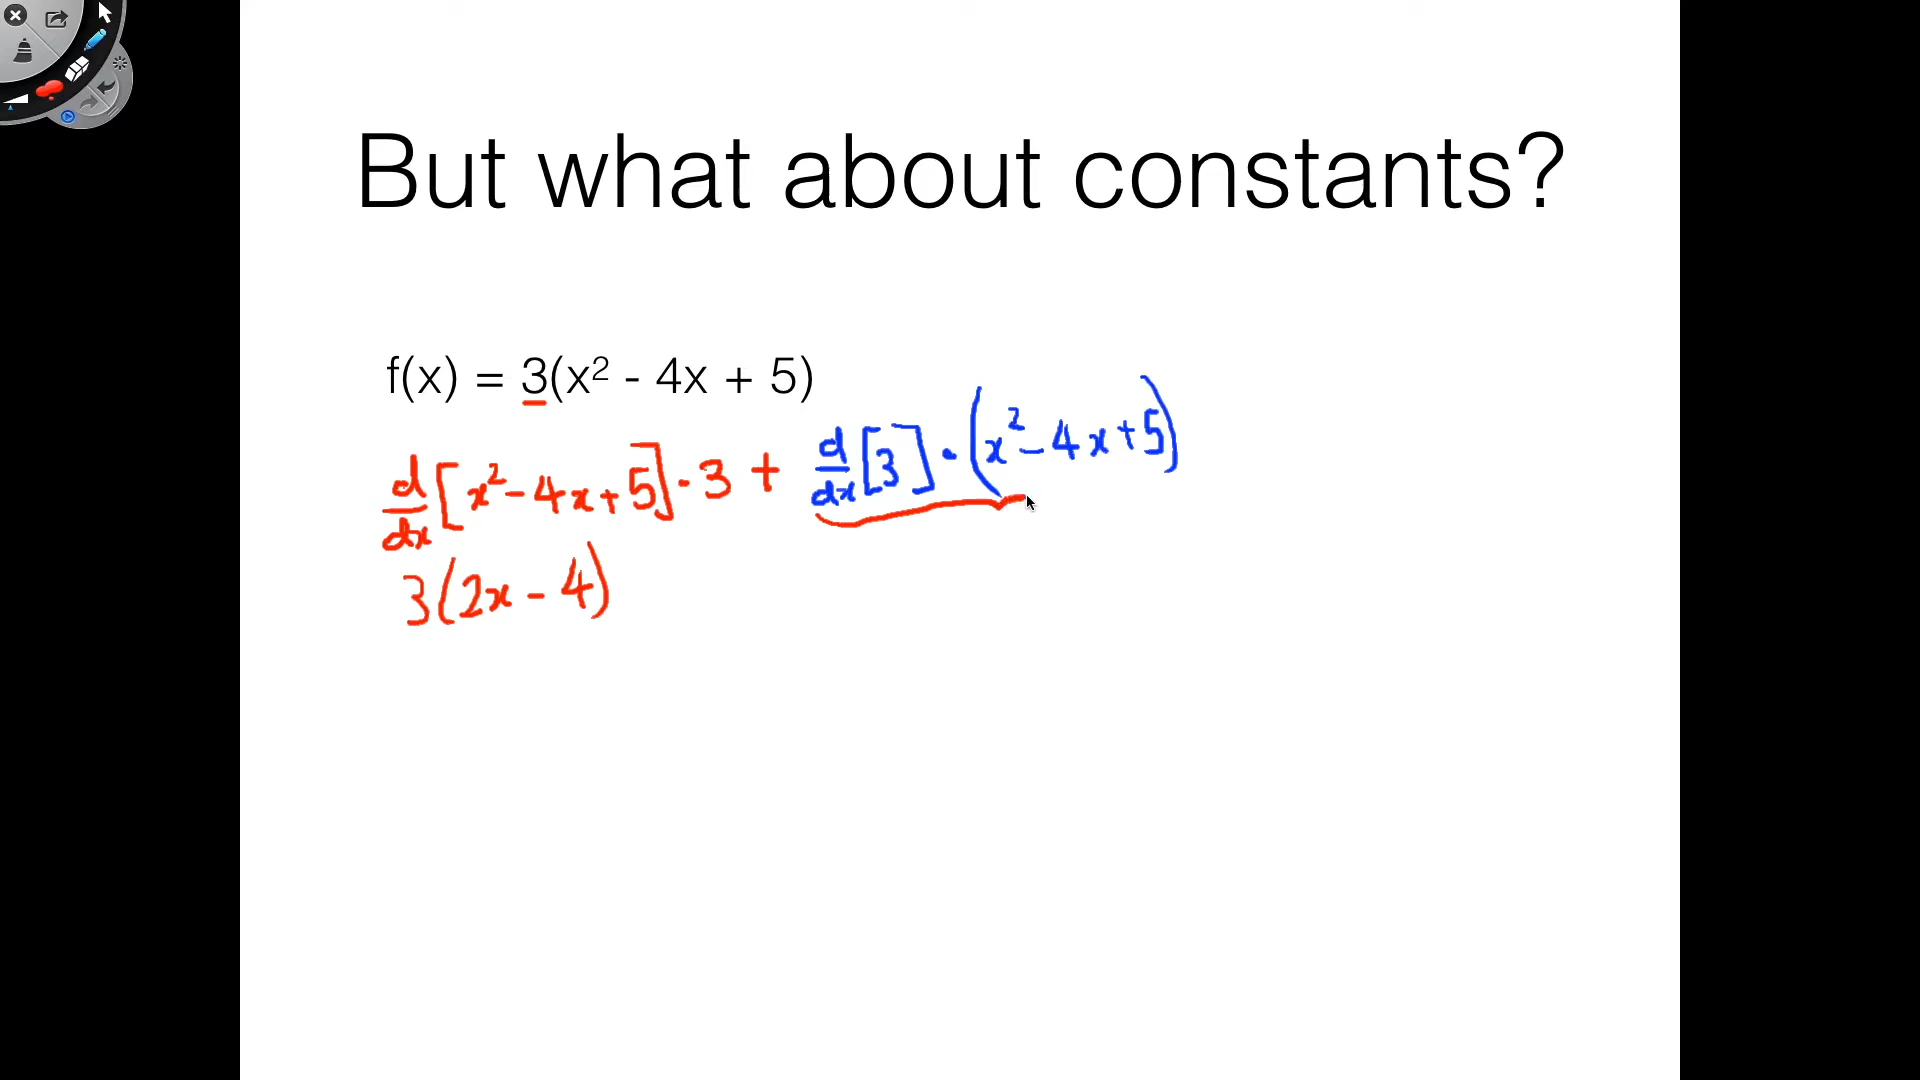 But what about constants?
f(x) = 3(x² - 4x + 5)
d/dx [x² - 4x + 5] · 3 + d/dx [3] · (x² - 4x + 5)
3(2x - 4)